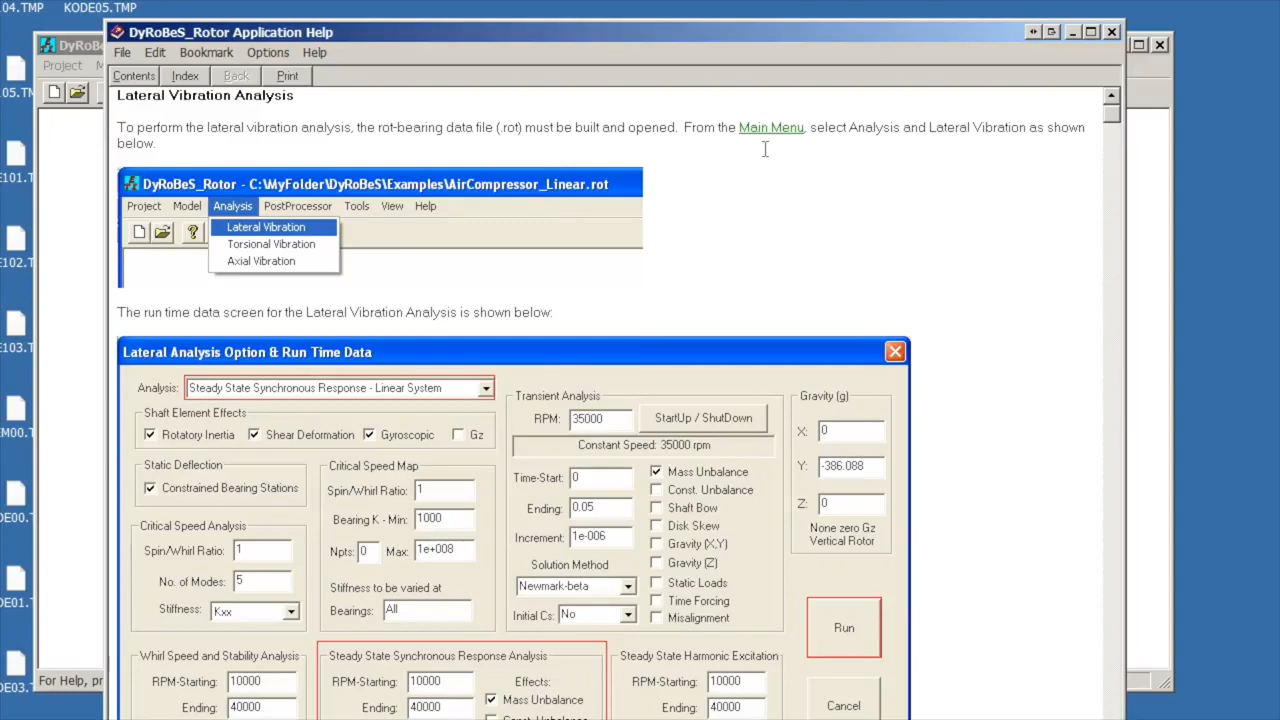 04.TMP KODE05.TMP
DyRoBeS_Rotor Application Help
File Edit Bookmark Options Help
Contents Index Back Print
Project
05.TM
E101.T
E102.T
E103.T
EM00.T
DE00.T
DE01.T
DE03.T
Lateral Vibration Analysis
To perform the lateral vibration analysis, the rot-bearing data file (.rot) must be built and opened. From the Main Menu, select Analysis and Lateral Vibration as shown
below.
DyRoBeS_Rotor - C:\MyFolder\DyRoBeS\Examples\AirCompressor_Linear.rot
Project Model Analysis PostProcessor Tools View Help
Lateral Vibration
Torsional Vibration
Axial Vibration
The run time data screen for the Lateral Vibration Analysis is shown below:
Lateral Analysis Option & Run Time Data
Analysis: Steady State Synchronous Response - Linear System
Shaft Element Effects
Rotatory Inertia Shear Deformation Gyroscopic Gz
Static Deflection
Constrained Bearing Stations
Critical Speed Analysis
Spin/Whirl Ratio: 1
No. of Modes: 5
Stiffness: Kxx
Critical Speed Map
Spin/Whirl Ratio: 1
Bearing K - Min: 1000
Npts: 0 Max: 1e+008
Stiffness to be varied at
Bearings: All
Transient Analysis
RPM: 35000 StartUp / ShutDown
Constant Speed: 35000 rpm
Time-Start: 0
Ending: 0.05
Increment: 1e-006
Solution Method
Newmark-beta
Initial Cs: No
Mass Unbalance
Const. Unbalance
Shaft Bow
Disk Skew
Gravity (X,Y)
Gravity (Z)
Static Loads
Time Forcing
Misalignment
Gravity (g)
X: 0
Y: -386.088
Z: 0
None zero Gz
Vertical Rotor
Run
Cancel
Whirl Speed and Stability Analysis
RPM-Starting: 10000
Ending: 40000
Steady State Synchronous Response Analysis
RPM-Starting: 10000
Ending: 40000
Effects:
Mass Unbalance
Steady State Harmonic Excitation
RPM-Starting: 10000
Ending: 40000
For Help, pr